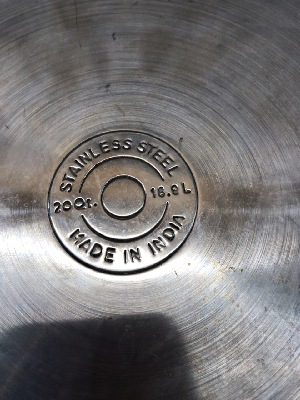 STAINLESS STEEL
20Qt. 18.9L
MADE IN INDIA